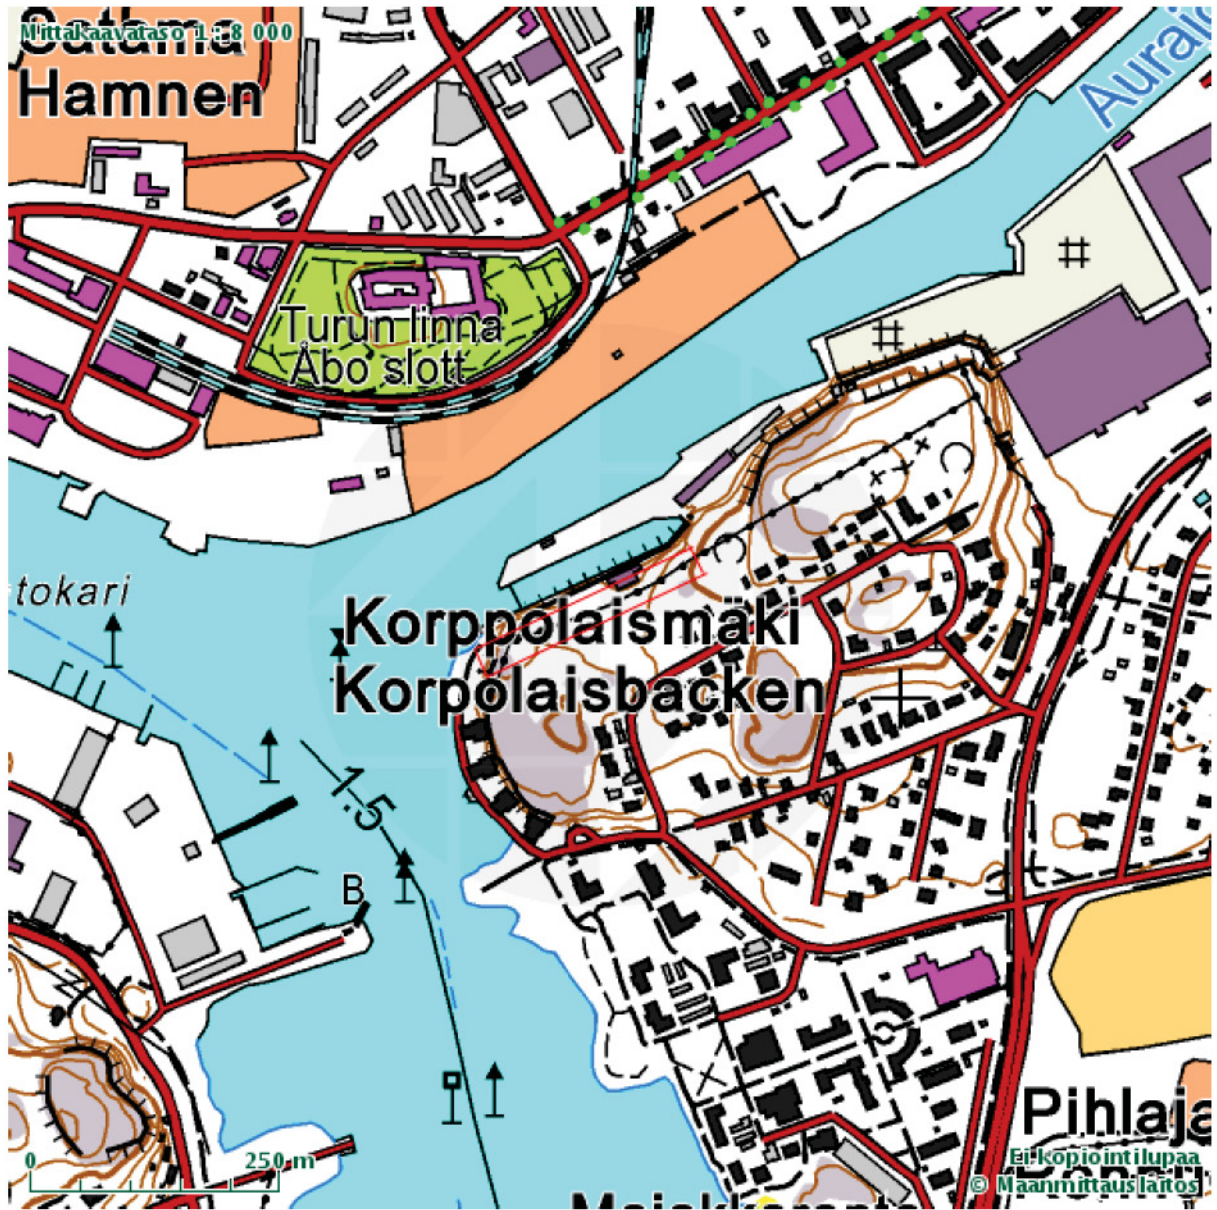 Mittakaavataso 1 : 8 000
Satama
Hamnen
Turun linna
Åbo slott
tokari
Korppolaismäki
Korpolaisbacken
1:5
B
Pihlaja
0 250 m
Ei kopiointilupaa
© Maanmittauslaitos